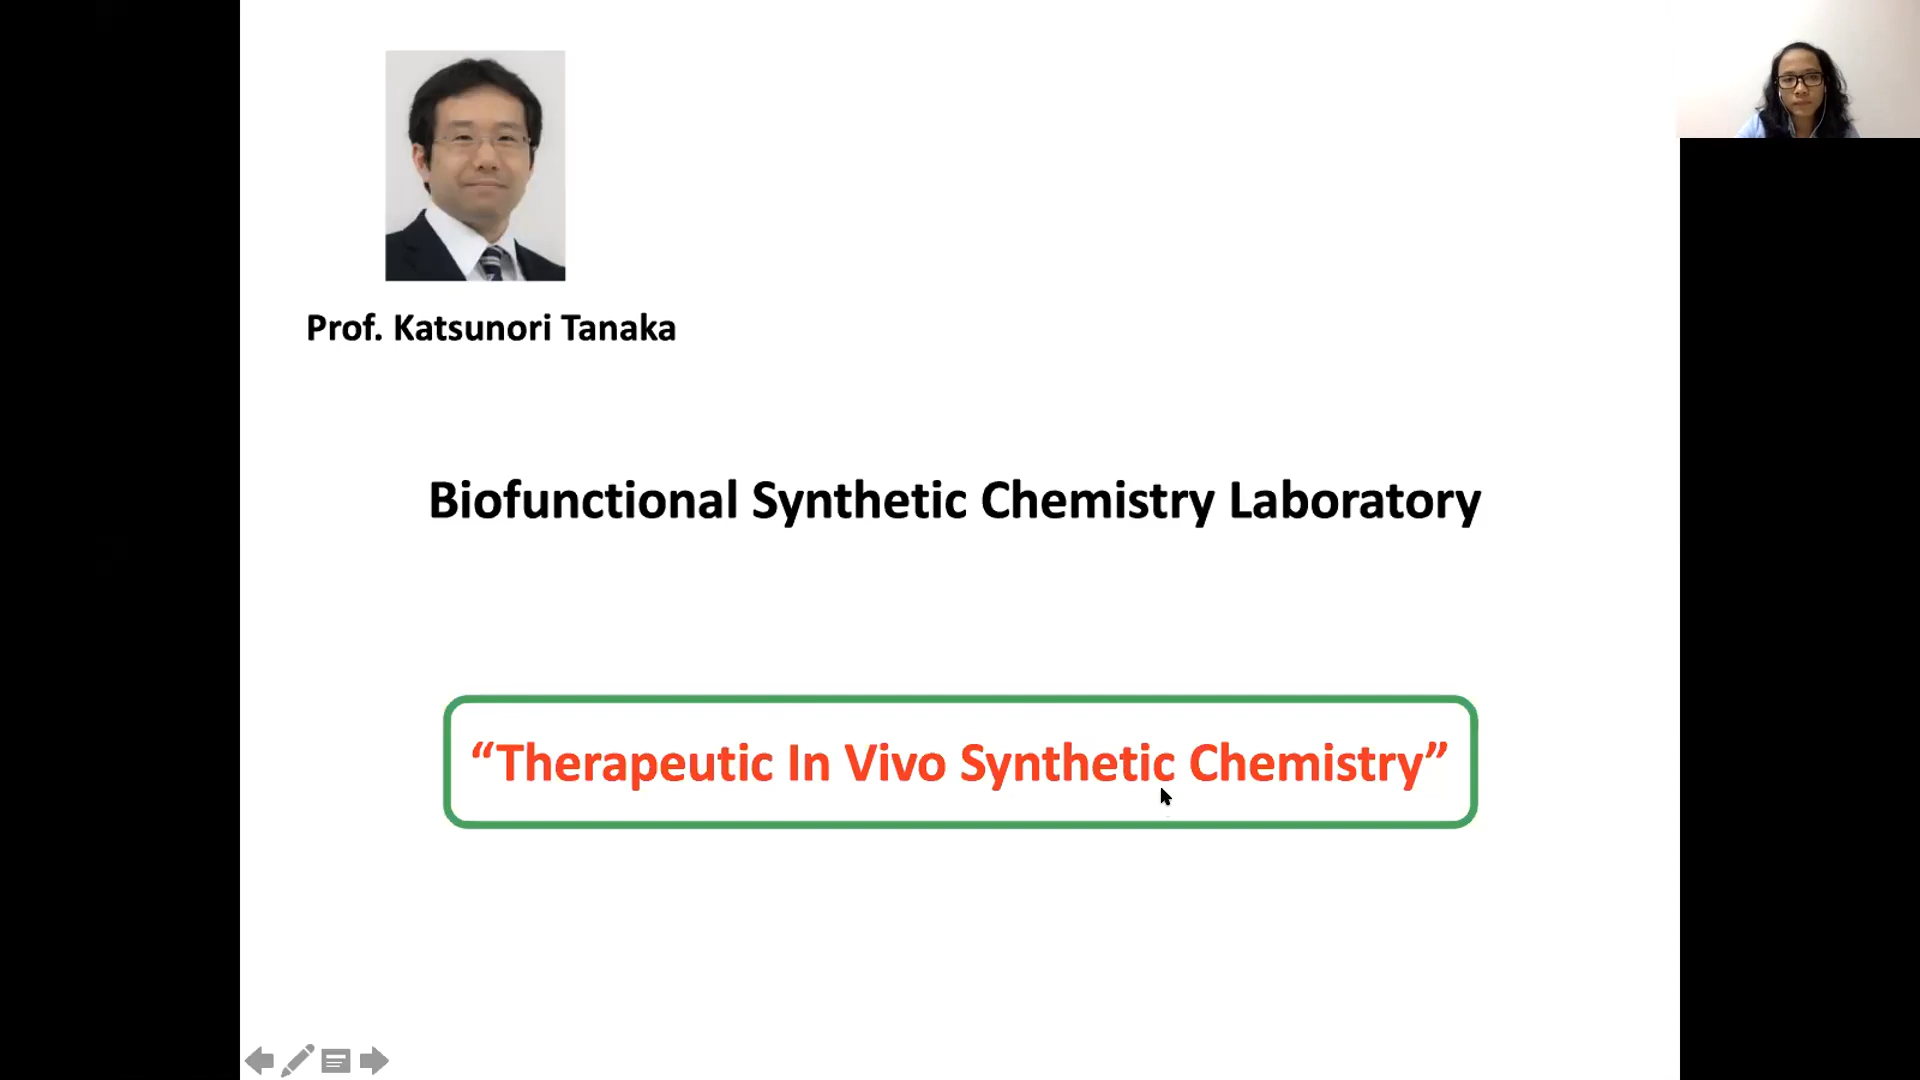 Prof. Katsunori Tanaka
Biofunctional Synthetic Chemistry Laboratory
“Therapeutic In Vivo Synthetic Chemistry”